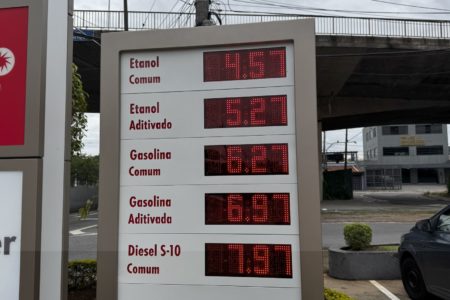 Etanol
Comum
4.57
Etanol
Aditivado
5.27
Gasolina
Comum
6.27
Gasolina
Aditivada
6.97
Diesel S-10
Comum
7.97